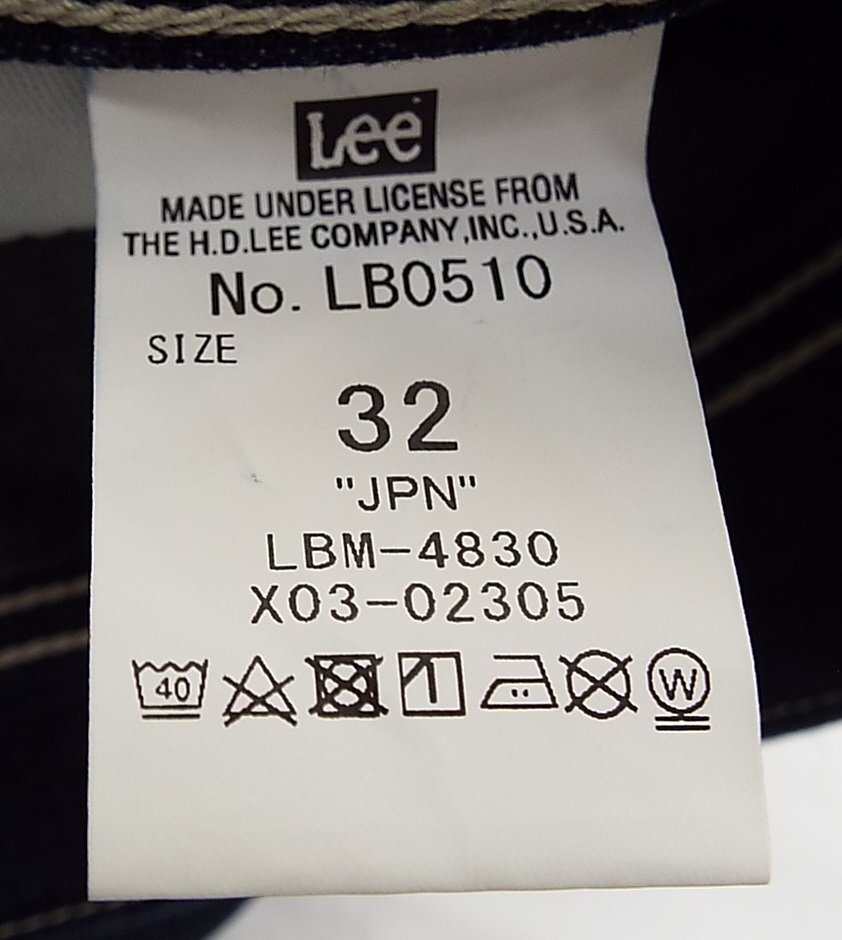 Lee
MADE UNDER LICENSE FROM
THE H.D.LEE COMPANY,INC.,U.S.A.
No. LB0510
SIZE
32
"JPN"
LBM-4830
X03-02305
40 W